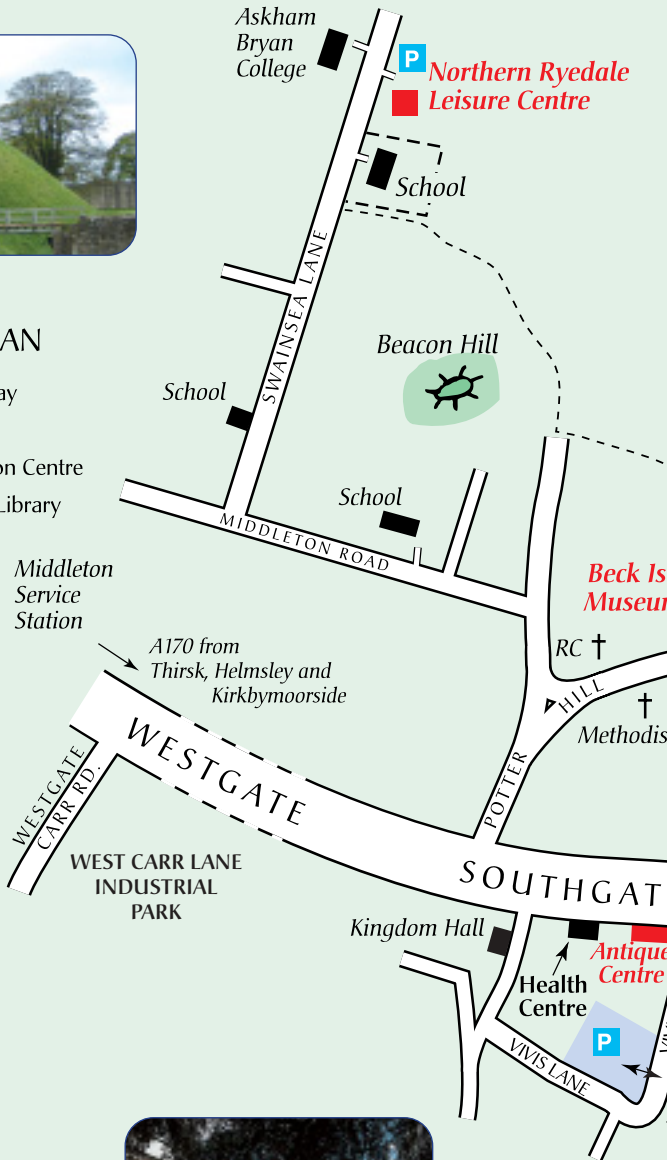 Askham
Bryan
College
P
Northern Ryedale
Leisure Centre
School
SWAINSEA LANE
AN
ay
on Centre
Library
Beacon Hill
School
School
MIDDLETON ROAD
Middleton
Service
Station
A170 from
Thirsk, Helmsley and
Kirkbymoorside
Beck Is
Museum
RC
HILL
Methodis
POTTER
WESTGATE
WESTGATE
CARR RD.
WEST CARR LANE
INDUSTRIAL
PARK
SOUTHGAT
Kingdom Hall
Health
Centre
Antique
Centre
P
VIVIS LANE